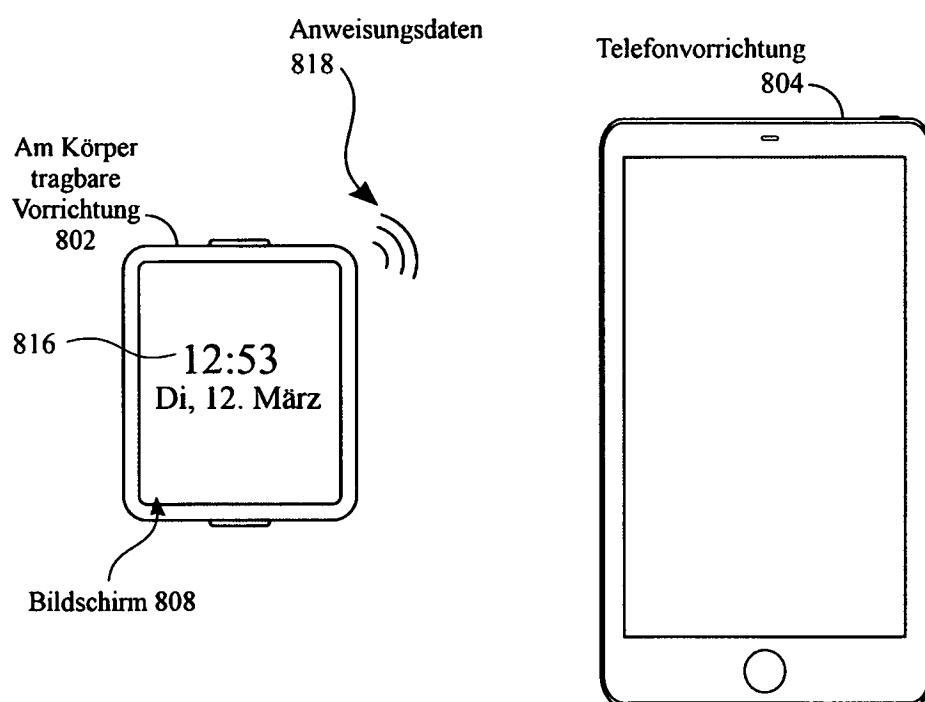 Anweisungsdaten
818
Telefonvorrichtung
804
Am Körper
tragbare
Vorrichtung
802
816
12:53
Di, 12. März
Bildschirm 808